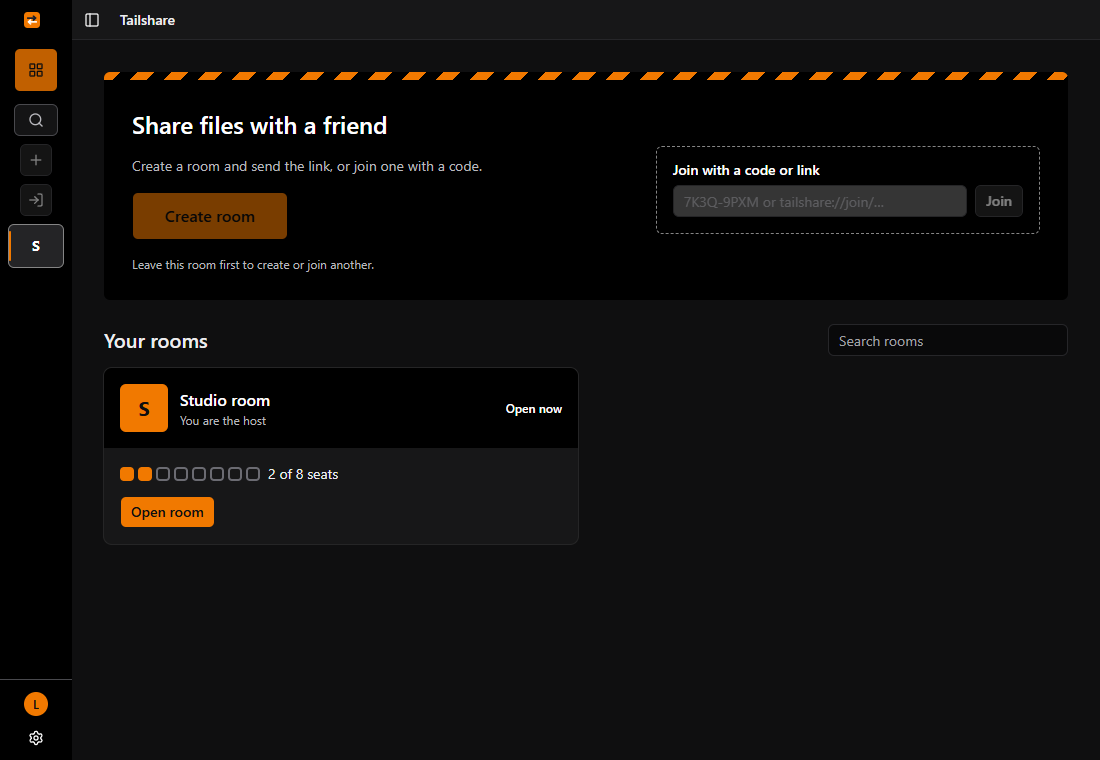 Tailshare
Share files with a friend
Create a room and send the link, or join one with a code.
Create room
Leave this room first to create or join another.
Join with a code or link
7K3Q-9PXM or tailshare://join/...
Join
S
Your rooms
Search rooms
S
Studio room
You are the host
Open now
2 of 8 seats
Open room
L